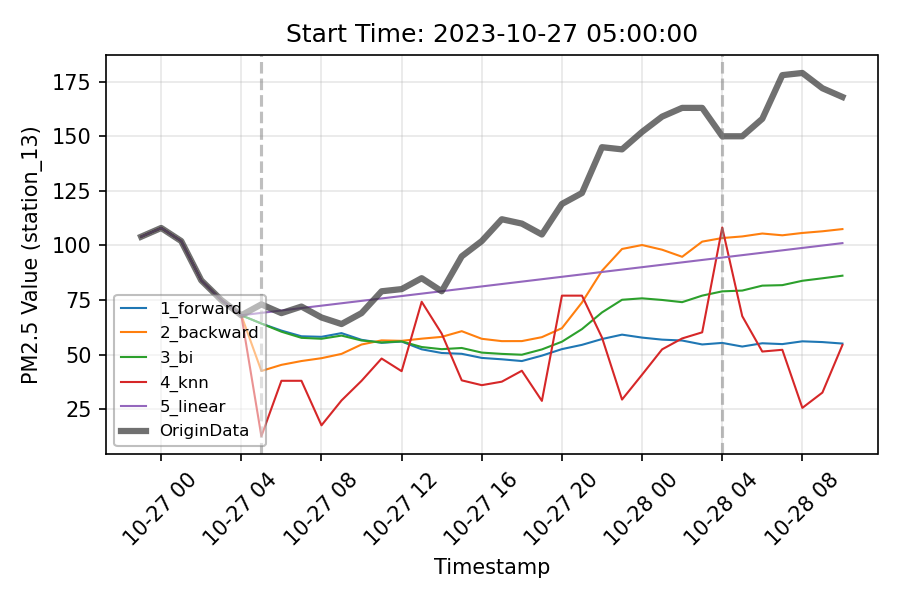 Start Time: 2023-10-27 05:00:00
PM2.5 Value (station_13)
175
150
125
100
75
50
25
1_forward
2_backward
3_bi
4_knn
5_linear
OriginData
10-27 00
10-27 04
10-27 08
10-27 12
10-27 16
10-27 20
10-28 00
10-28 04
10-28 08
Timestamp